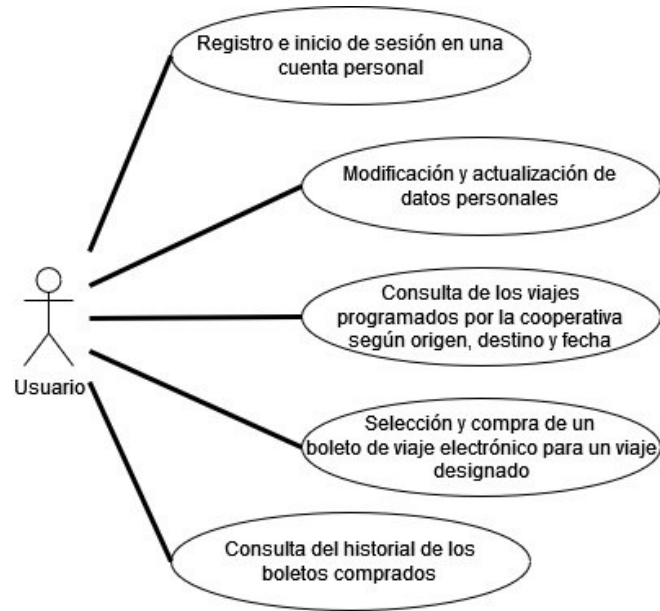 Registro e inicio de sesión en una
cuenta personal
Modificación y actualización de
datos personales
Consulta de los viajes
programados por la cooperativa
según origen, destino y fecha
Usuario
Selección y compra de un
boleto de viaje electrónico para un viaje
designado
Consulta del historial de los
boletos comprados